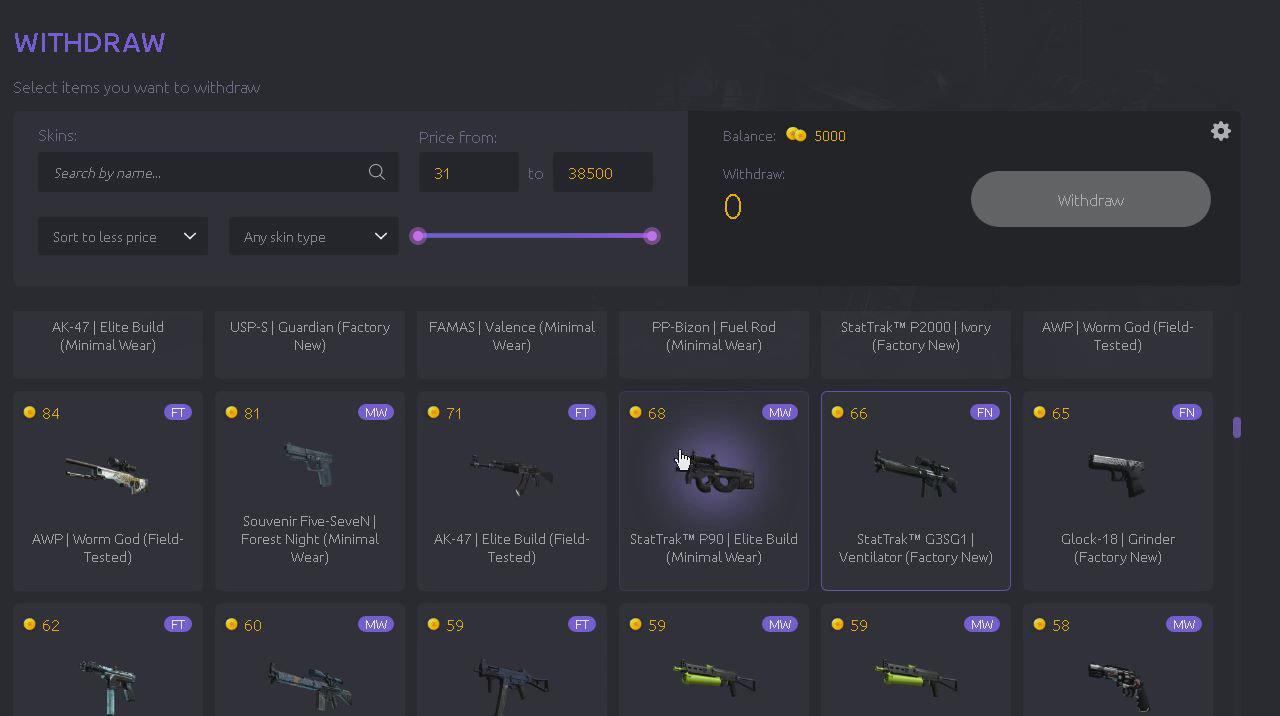 WITHDRAW
Select items you want to withdraw
Skins:
Search by name...
Price from:
31 to 38500
Sort to less price
Any skin type
Balance: 5000
Withdraw:
0
Withdraw
AK-47 | Elite Build
(Minimal Wear)
USP-S | Guardian (Factory
New)
FAMAS | Valence (Minimal
Wear)
PP-Bizon | Fuel Rod
(Minimal Wear)
StatTrak™ P2000 | Ivory
(Factory New)
AWP | Worm God (Field-
Tested)
84 FT
AWP | Worm God (Field-
Tested)
81 MW
Souvenir Five-SeveN |
Forest Night (Minimal
Wear)
71 FT
AK-47 | Elite Build (Field-
Tested)
68 MW
StatTrak™ P90 | Elite Build
(Minimal Wear)
66 FN
StatTrak™ G3SG1 |
Ventilator (Factory New)
65 FN
Glock-18 | Grinder
(Factory New)
62 FT
60 MW
59 FT
59 MW
59 MW
58 MW